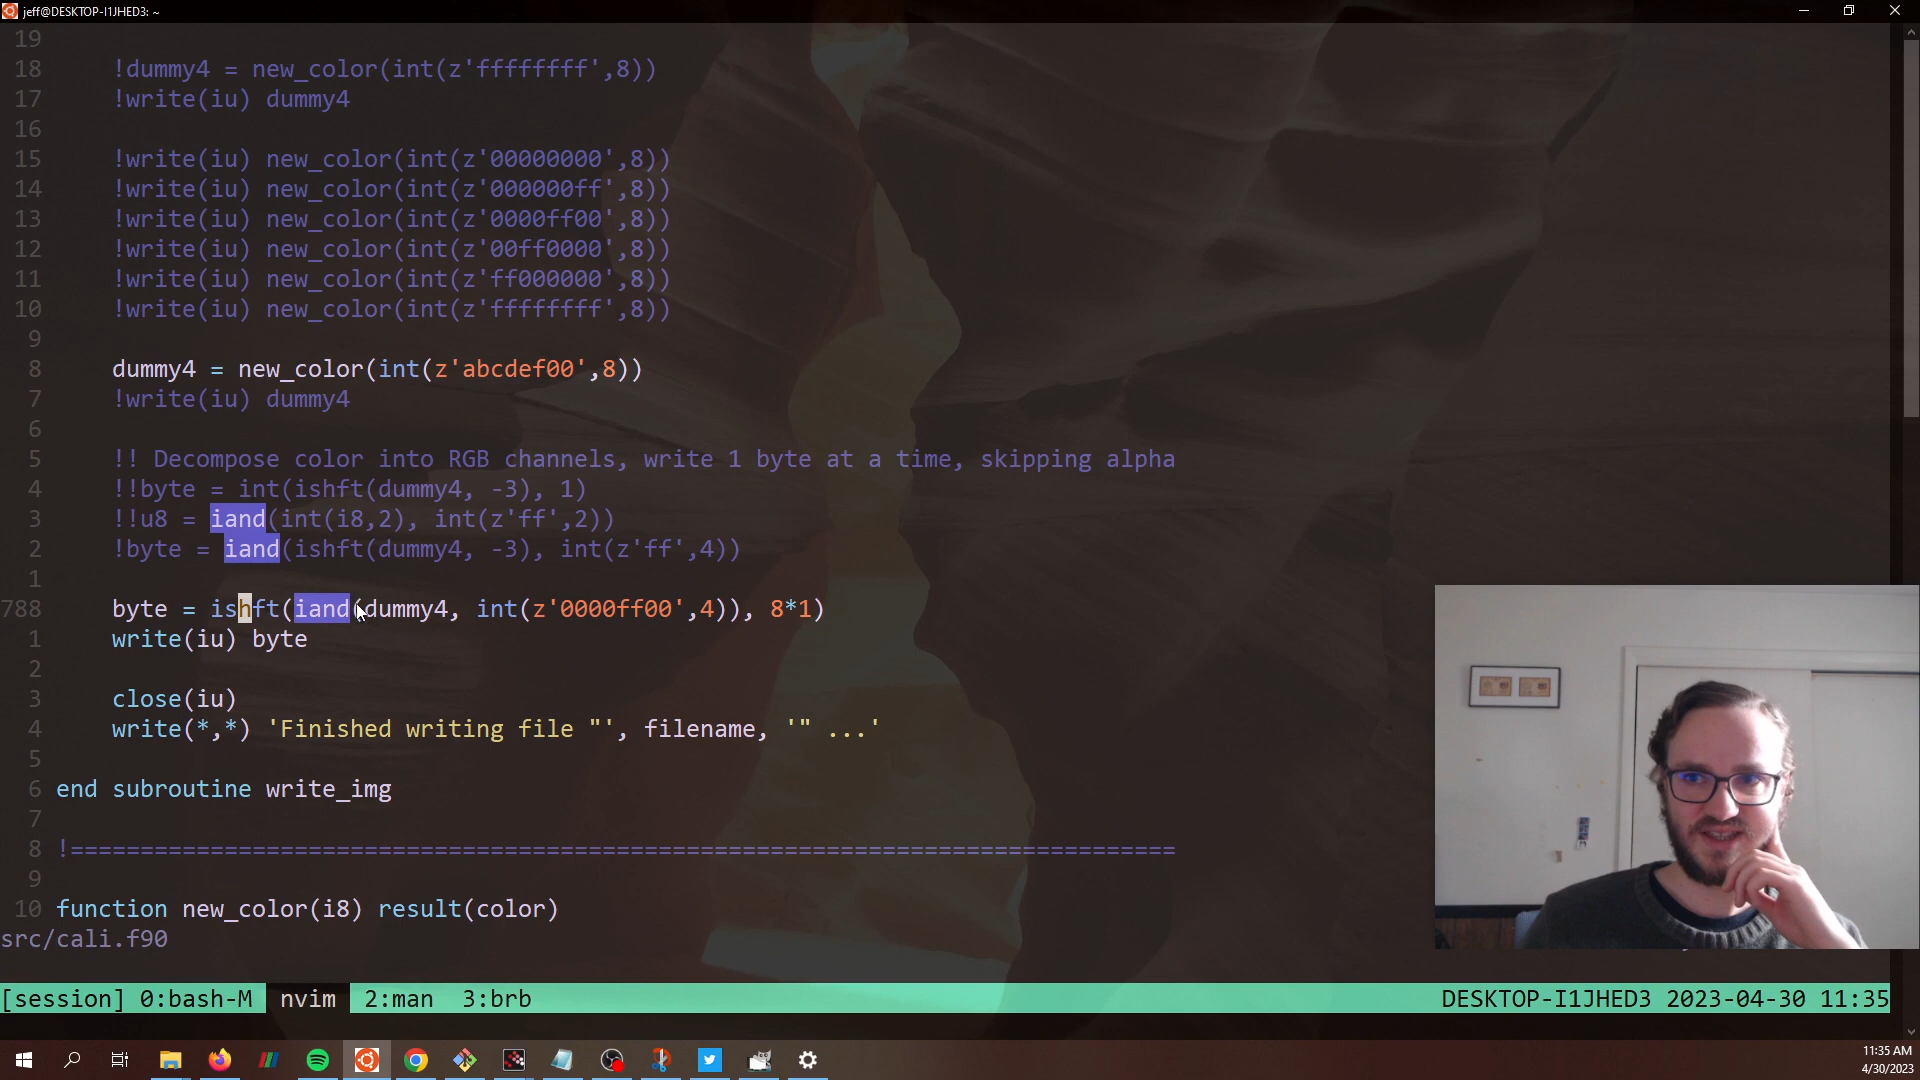 jeff@DESKTOP-I1JHED3: ~
19
18 !dummy4 = new_color(int(z'ffffffff',8))
17 !write(iu) dummy4
16
15 !write(iu) new_color(int(z'00000000',8))
14 !write(iu) new_color(int(z'000000ff',8))
13 !write(iu) new_color(int(z'0000ff00',8))
12 !write(iu) new_color(int(z'00ff0000',8))
11 !write(iu) new_color(int(z'ff000000',8))
10 !write(iu) new_color(int(z'ffffffff',8))
9
8 dummy4 = new_color(int(z'abcdef00',8))
7 !write(iu) dummy4
6
5 !! Decompose color into RGB channels, write 1 byte at a time, skipping alpha
4 !!byte = int(ishft(dummy4, -3), 1)
3 !!u8 = iand(int(i8,2), int(z'ff',2))
2 !byte = iand(ishft(dummy4, -3), int(z'ff',4))
1
788 byte = ishft(iand(dummy4, int(z'0000ff00',4)), 8*1)
1 write(iu) byte
2
3 close(iu)
4 write(*,*) 'Finished writing file "', filename, '" ...'
5
6 end subroutine write_img
7
8 !===============================================================================
9
10 function new_color(i8) result(color)
src/cali.f90
[session] 0:bash-M nvim 2:man 3:brb DESKTOP-I1JHED3 2023-04-30 11:35
11:35 AM
4/30/2023